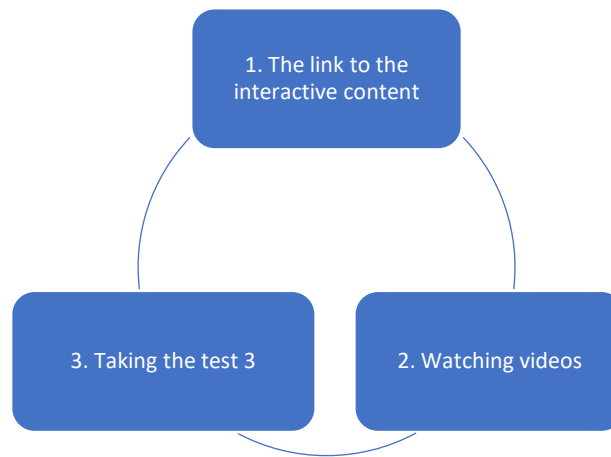 1. The link to the
interactive content
2. Watching videos
3. Taking the test 3